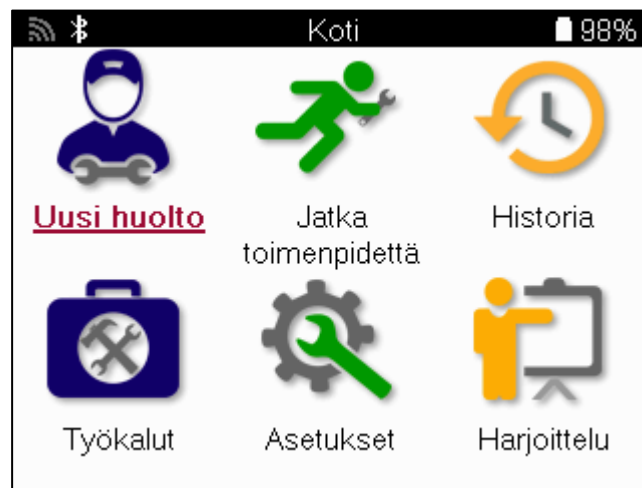 Koti 98%
Uusi huolto
Jatka
toimenpidettä
Historia
Työkalut
Asetukset
Harjoittelu